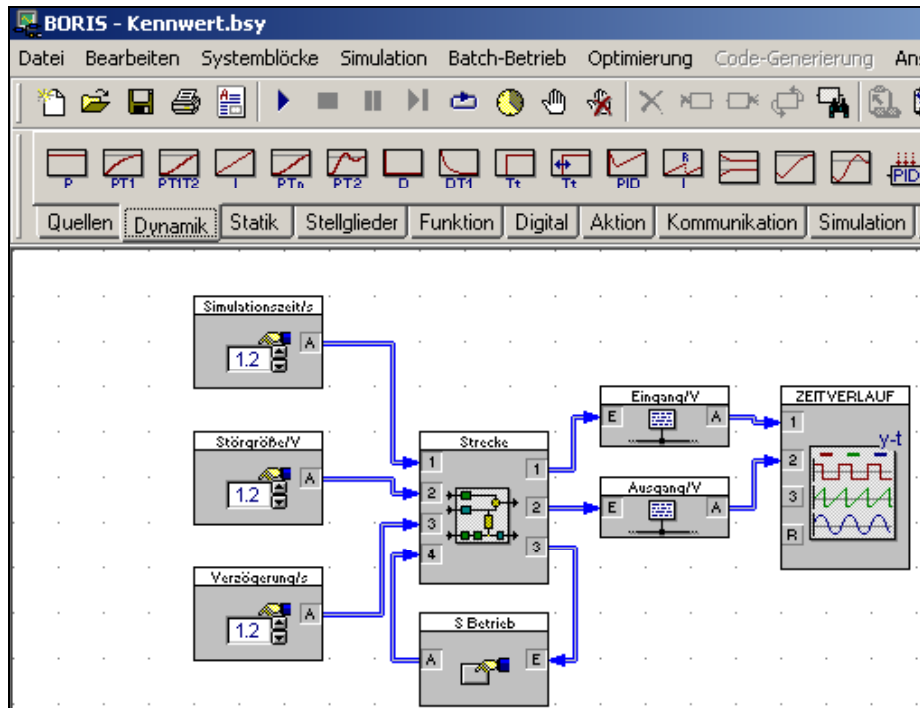 BORIS - Kennwert.bsy
Datei Bearbeiten Systemblöcke Simulation Batch-Betrieb Optimierung Code-Generierung Ans
P PT1 PT1T2 I PTn PT2 D DT1 Tt Tt PID R I PID
Quellen Dynamik Statik Stellglieder Funktion Digital Aktion Kommunikation Simulation
Simulationszeit/s
1.2 A
Störgröße/V
1.2 A
Verzögerung/s
1.2 A
Strecke
1 1
2 2
3 3
4
S Betrieb
A E
Eingang/V
E A
Ausgang/V
E A
ZEITVERLAUF
1
y-t
2
3
R